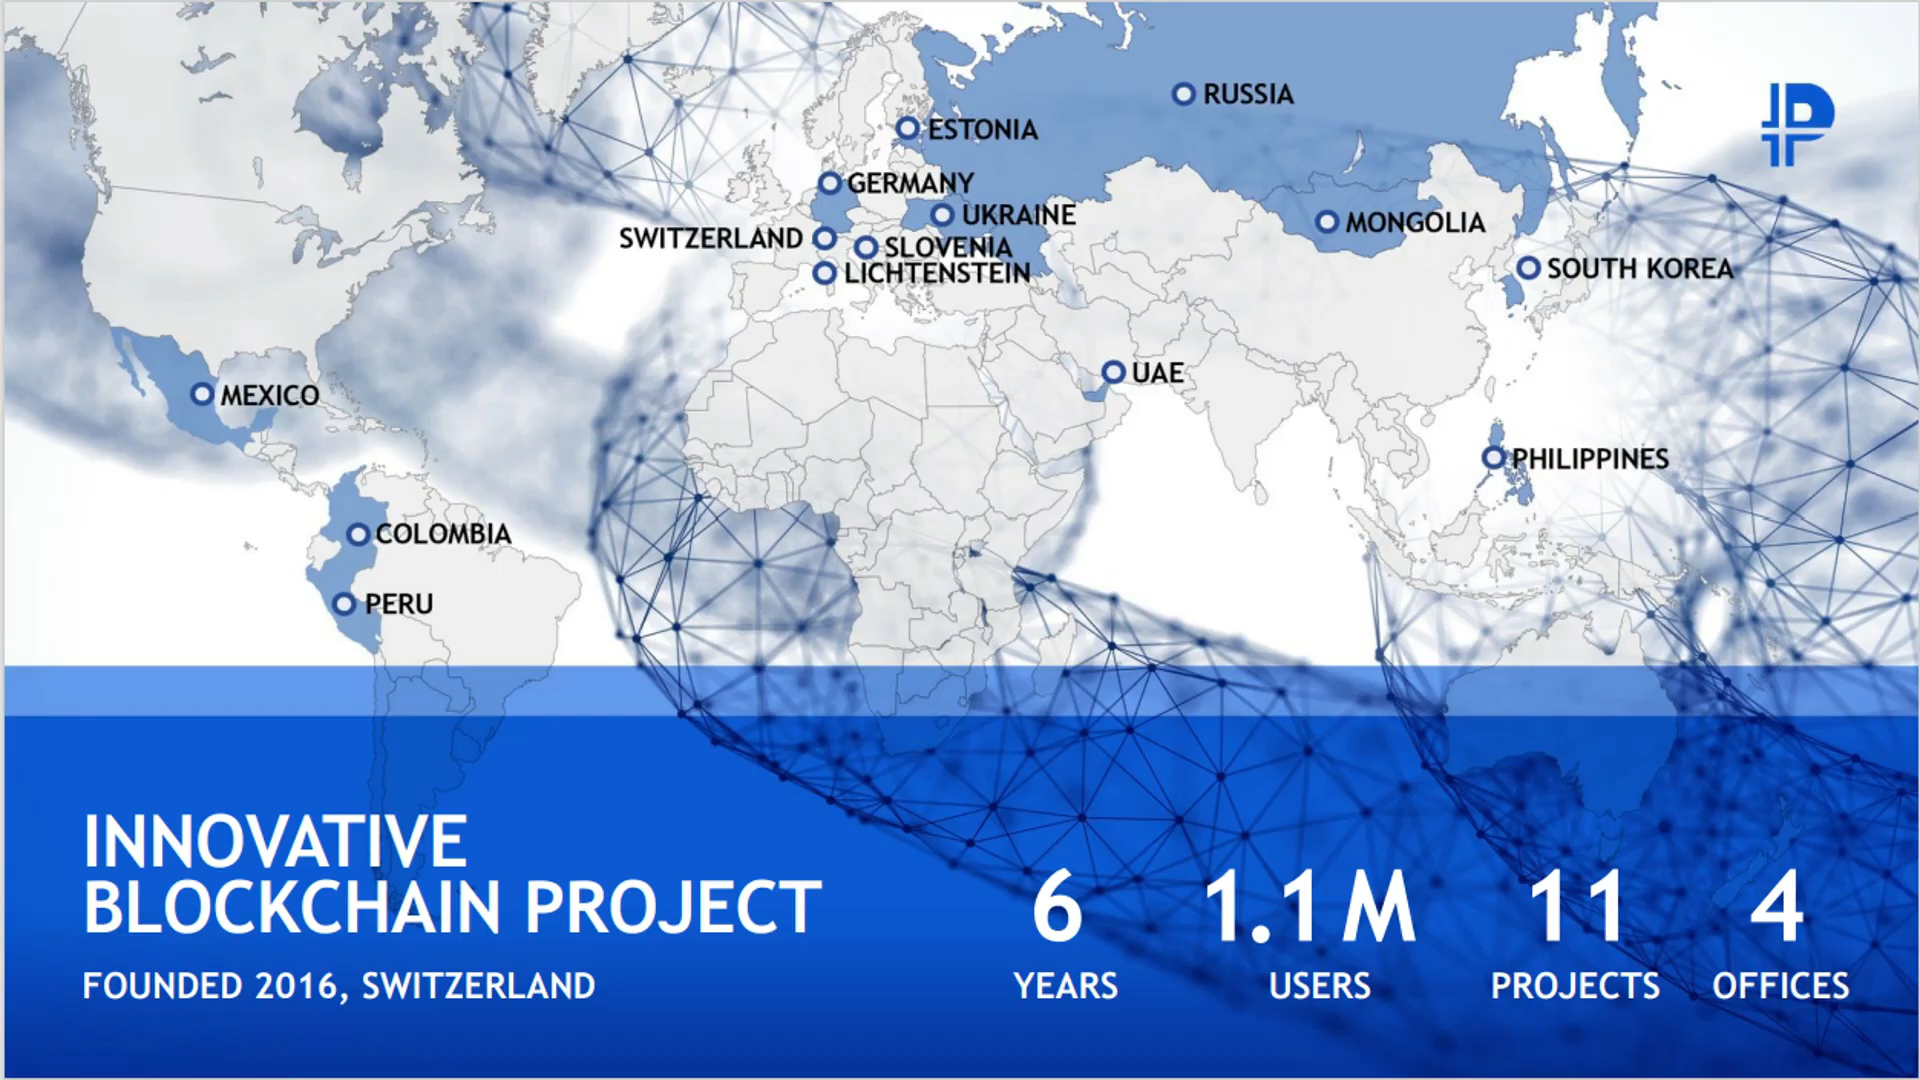 RUSSIA
ESTONIA
GERMANY
UKRAINE
SWITZERLAND
SLOVENIA
LICHTENSTEIN
MONGOLIA
SOUTH KOREA
UAE
MEXICO
PHILIPPINES
COLOMBIA
PERU
INNOVATIVE
BLOCKCHAIN PROJECT
FOUNDED 2016, SWITZERLAND
6
YEARS
1.1 M
USERS
11
PROJECTS
4
OFFICES